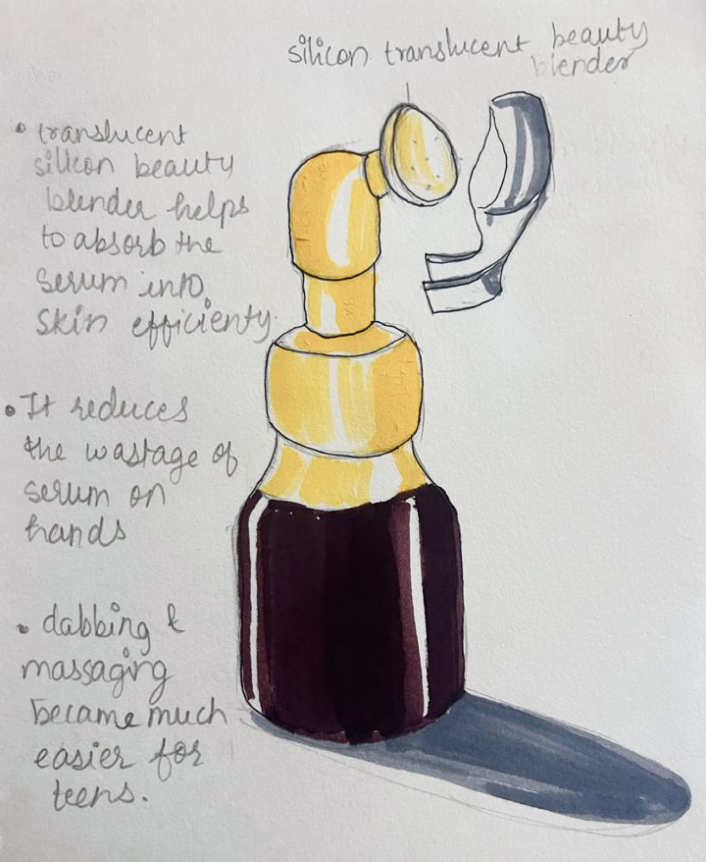 silicon translucent beauty
blender
• translucent
silicon beauty
blender helps
to absorb the
serum into
skin efficienty.
• It reduces
the wastage of
serum on
hands
• dabbing &
massaging
became much
easier for
teens.